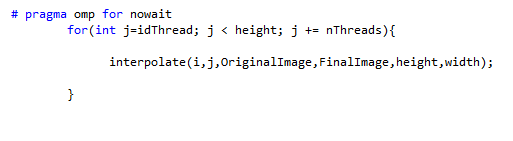 # pragma omp for nowait
for(int j=idThread; j < height; j += nThreads){
interpolate(i,j,OriginalImage,FinalImage,height,width);
}